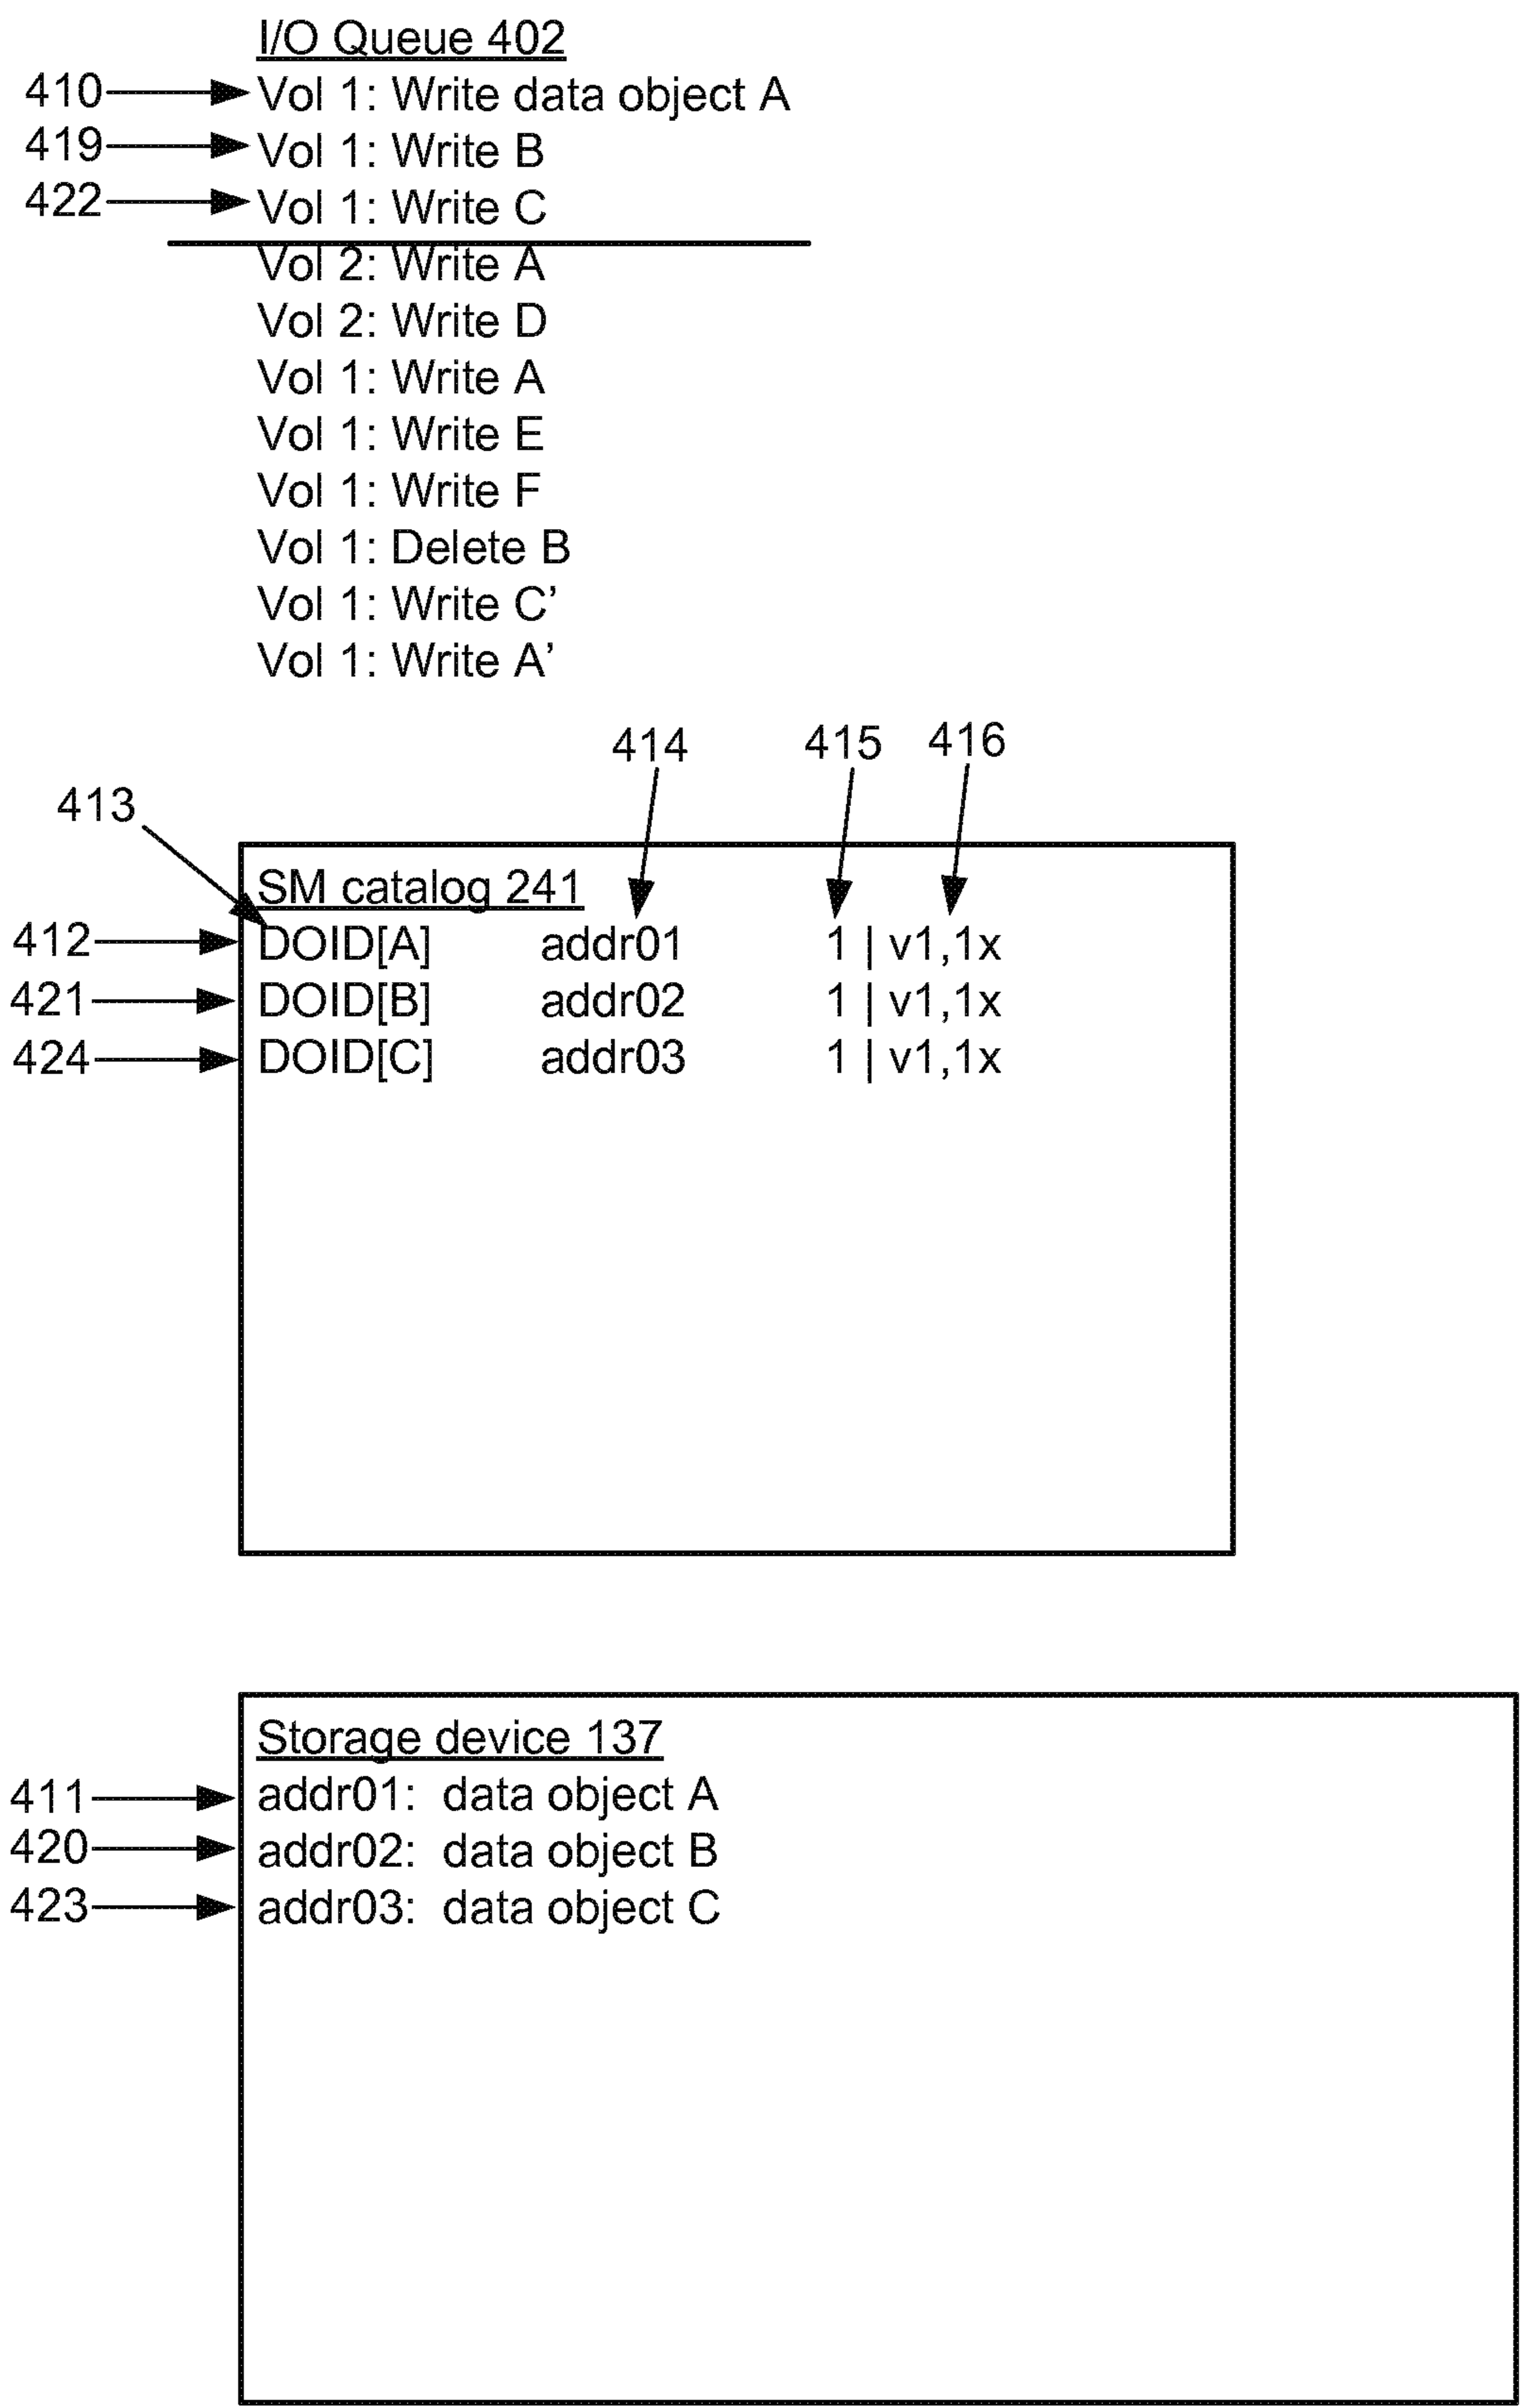 I/O Queue 402
410 Vol 1: Write data object A
419 Vol 1: Write B
422 Vol 1: Write C
Vol 2: Write A
Vol 2: Write D
Vol 1: Write A
Vol 1: Write E
Vol 1: Write F
Vol 1: Delete B
Vol 1: Write C’
Vol 1: Write A’
414 415 416
413
SM catalog 241
412 DOID[A] addr01 1 | v1,1x
421 DOID[B] addr02 1 | v1,1x
424 DOID[C] addr03 1 | v1,1x
Storage device 137
411 addr01: data object A
420 addr02: data object B
423 addr03: data object C